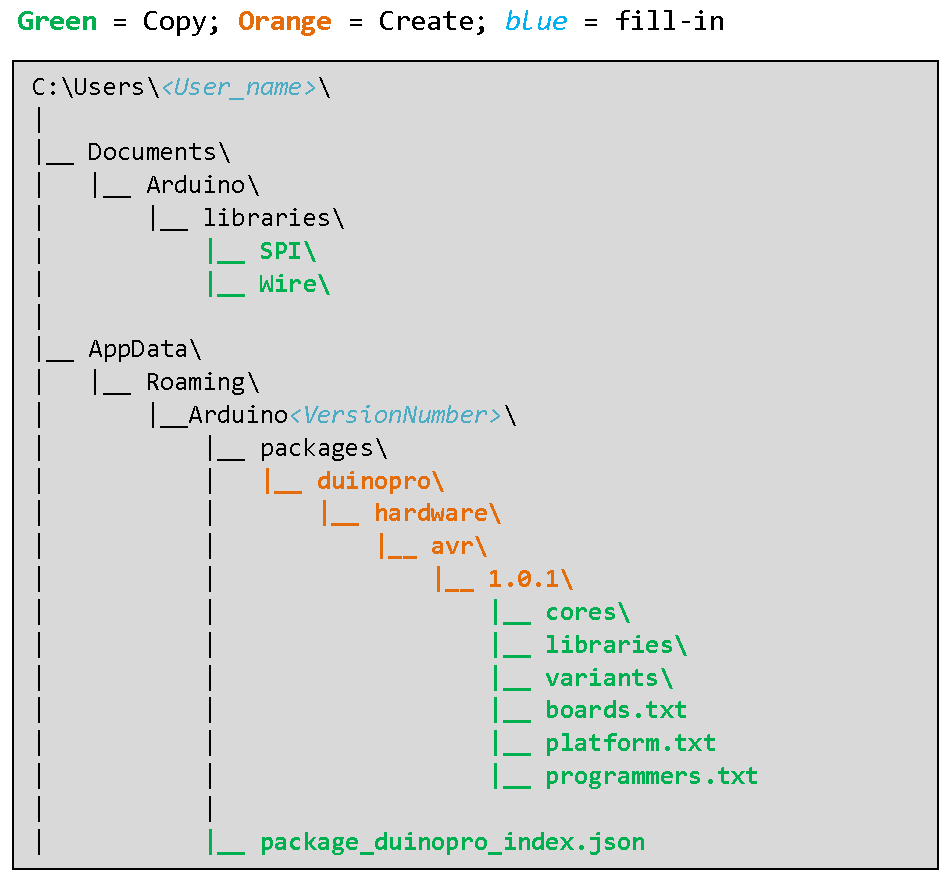 Green = Copy; Orange = Create; blue = fill-in
C:\Users\<User_name>\
|
|__ Documents\
|   |__ Arduino\
|       |__ libraries\
|           |__ SPI\
|           |__ Wire\
|
|__ AppData\
|   |__ Roaming\
|       |__Arduino<VersionNumber>\
|           |__ packages\
|           |   |__ duinopro\
|           |       |__ hardware\
|           |           |__ avr\
|           |               |__ 1.0.1\
|           |                   |__ cores\
|           |                   |__ libraries\
|           |                   |__ variants\
|           |                   |__ boards.txt
|           |                   |__ platform.txt
|           |                   |__ programmers.txt
|           |
|           |__ package_duinopro_index.json